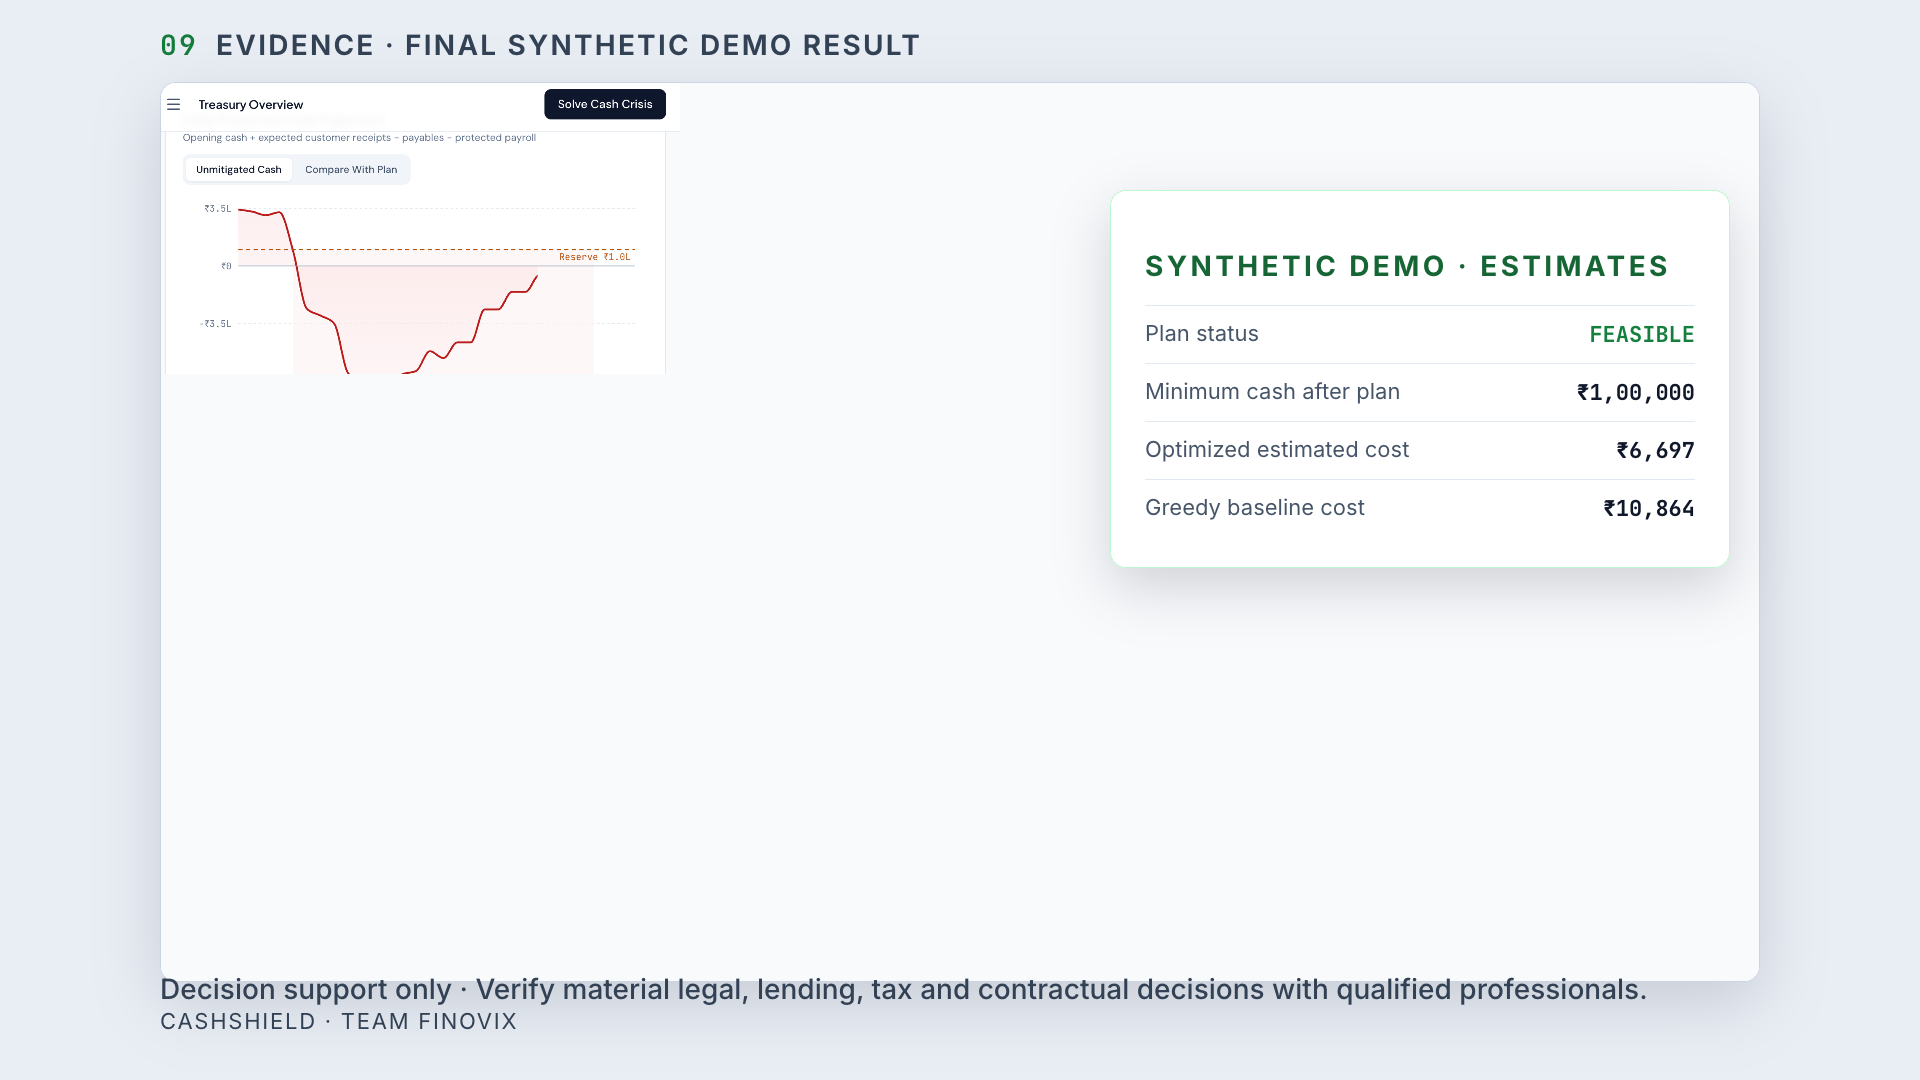 09 EVIDENCE · FINAL SYNTHETIC DEMO RESULT
Treasury Overview
Solve Cash Crisis
Opening cash + expected customer receipts − payables − protected payroll
Unmitigated Cash
Compare With Plan
₹3.5L
Reserve ₹1.0L
₹0
-₹3.5L
SYNTHETIC DEMO · ESTIMATES
Plan status FEASIBLE
Minimum cash after plan ₹1,00,000
Optimized estimated cost ₹6,697
Greedy baseline cost ₹10,864
Decision support only · Verify material legal, lending, tax and contractual decisions with qualified professionals.
CASHSHIELD · TEAM FINOVIX